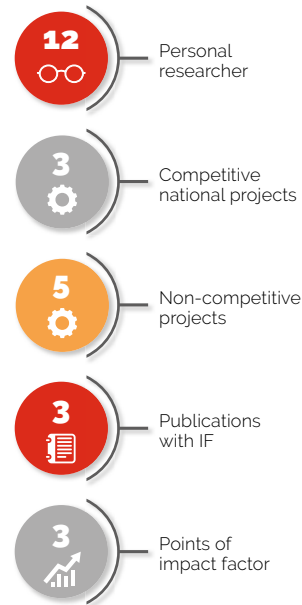 12
Personal
researcher
3
Competitive
national projects
5
Non-competitive
projects
3
Publications
with IF
3
Points of
impact factor